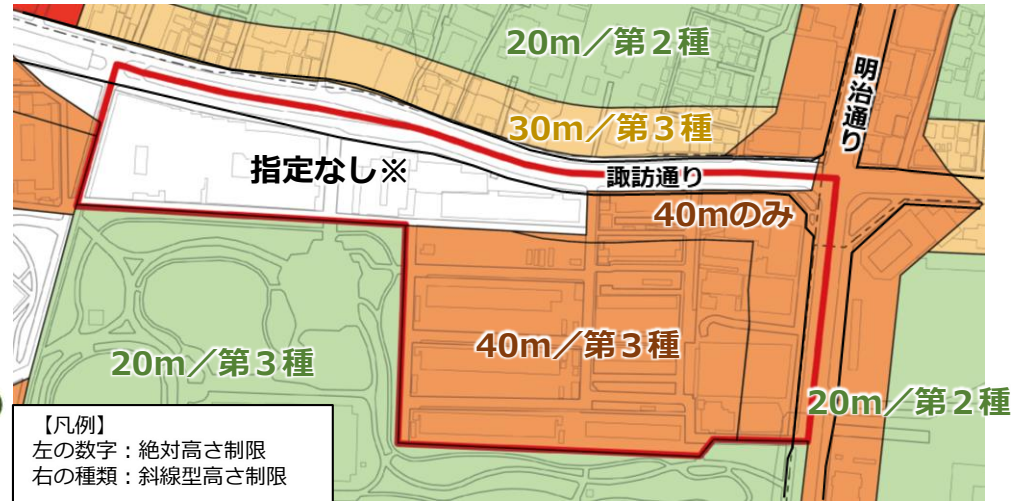 20m／第２種
明治通り
30m／第３種
指定なし※
諏訪通り
40mのみ
40m／第３種
20m／第３種
20m／第２種
【凡例】
左の数字：絶対高さ制限
右の種類：斜線型高さ制限